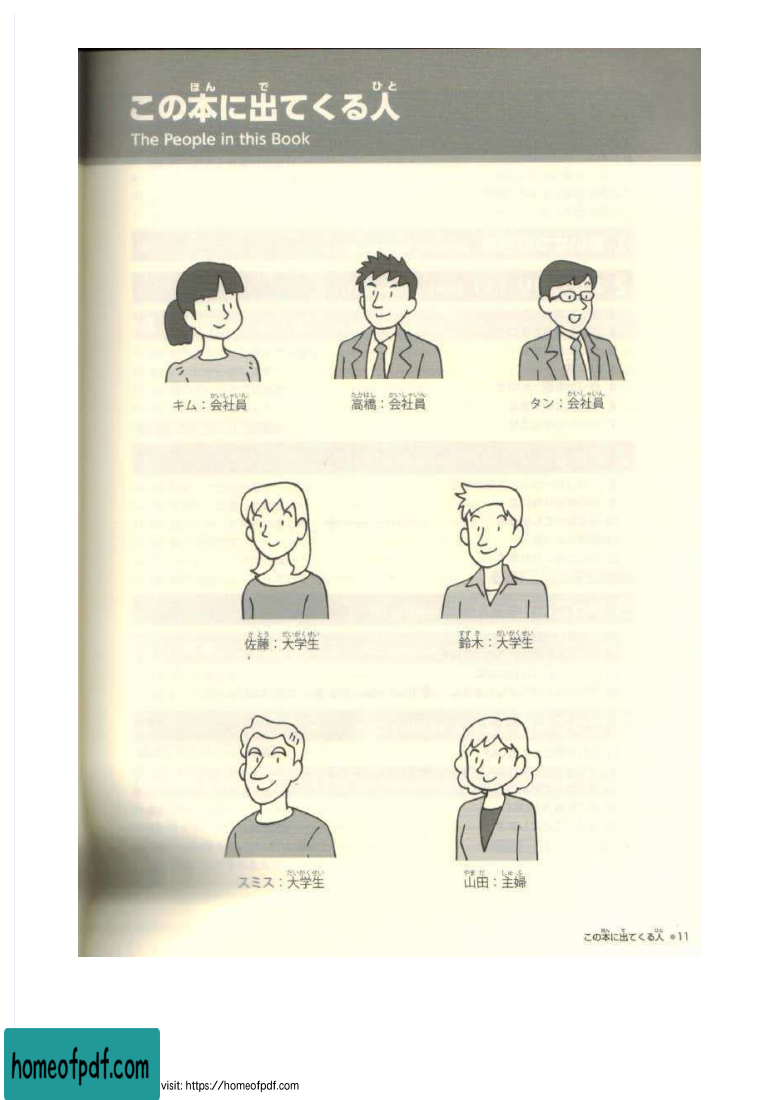 この本に出てくる人
The People in this Book
キム：会社員
高橋：会社員
タン：会社員
佐藤：大学生
鈴木：大学生
スミス：大学生
山田：主婦
この本に出てくる人 ●11
homeofpdf.com
visit: https://homeofpdf.com